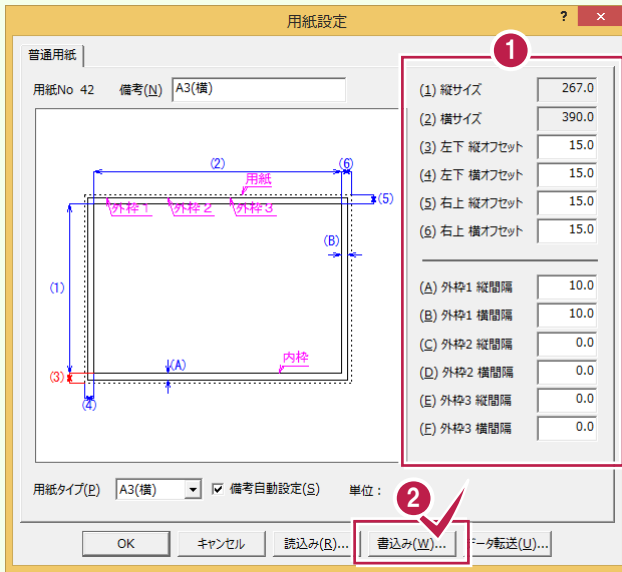 用紙設定
?
×
1
普通用紙
用紙No 42 備考(N) A3(横)
(1) 縦サイズ 267.0
(2) 横サイズ 390.0
(3) 左下 縦オフセット 15.0
(4) 左下 横オフセット 15.0
(5) 右上 縦オフセット 15.0
(6) 右上 横オフセット 15.0
(A) 外枠1 縦間隔 10.0
(B) 外枠1 横間隔 10.0
(C) 外枠2 縦間隔 0.0
(D) 外枠2 横間隔 0.0
(E) 外枠3 縦間隔 0.0
(F) 外枠3 横間隔 0.0
(2) (6)
用紙
(5)
外枠1 外枠2 外枠3
(B)
(1)
内枠
(A)
(3)
(4)
用紙タイプ(P) A3(横) 備考自動設定(S) 単位:
2
OK キャンセル 読込み(R)... 書込み(W)... データ転送(U)...